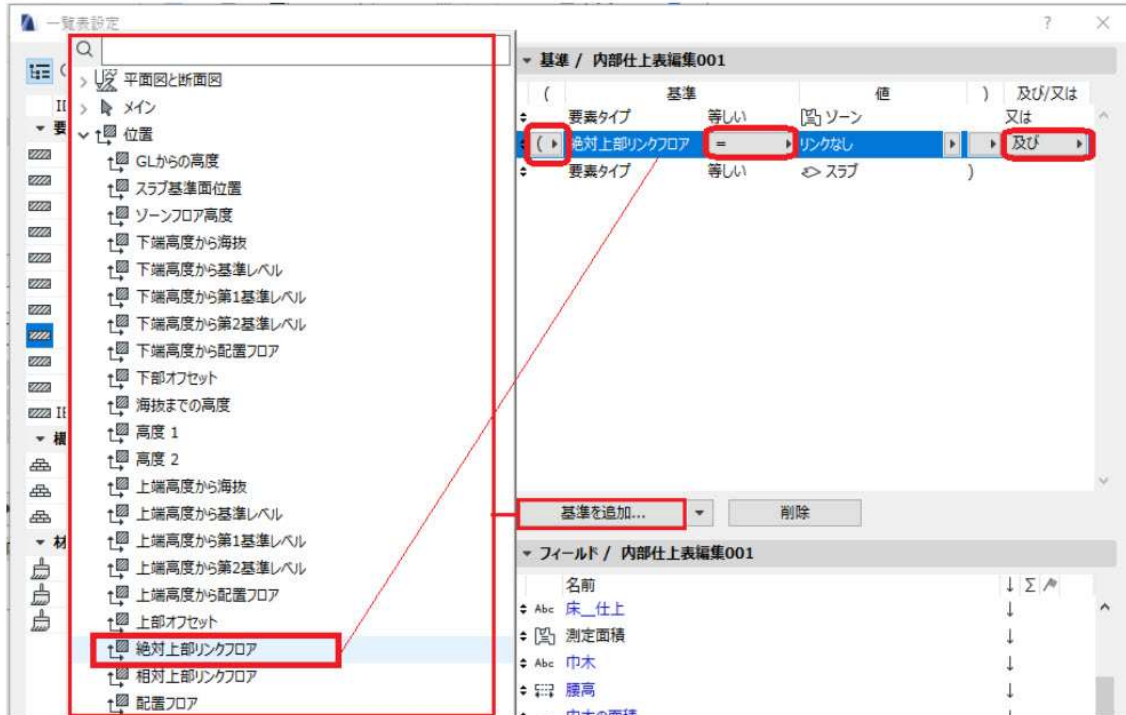 一覧表設定
?
平面図と断面図
メイン
位置
GLからの高度
スラブ基準面位置
ゾーンフロア高度
下端高度から海抜
下端高度から基準レベル
下端高度から第1基準レベル
下端高度から第2基準レベル
下端高度から配置フロア
下部オフセット
海抜までの高度
高度 1
高度 2
上端高度から海抜
上端高度から基準レベル
上端高度から第1基準レベル
上端高度から第2基準レベル
上端高度から配置フロア
上部オフセット
絶対上部リンクフロア
相対上部リンクフロア
配置フロア
基準 / 内部仕上表編集001
( 基準 値 ) 及び/又は
要素タイプ 等しい ゾーン 又は
( 絶対上部リンクフロア = リンクなし 及び
要素タイプ 等しい スラブ )
基準を追加... 削除
フィールド / 内部仕上表編集001
名前 ↓ Σ
Abc 床__仕上 ↓
測定面積 ↓
Abc 巾木 ↓
腰高 ↓
巾木の面積 ↓